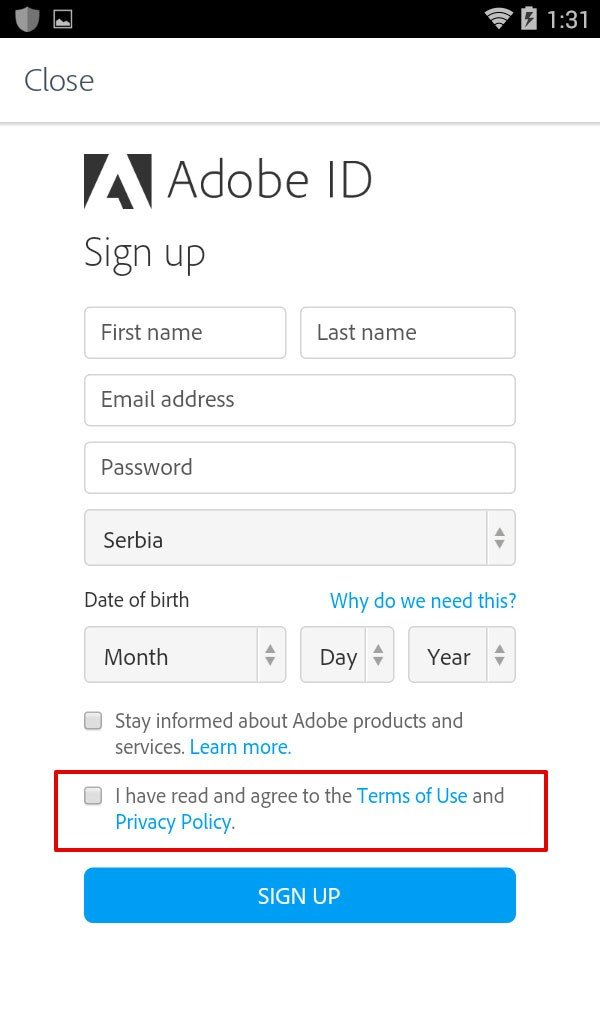 1:31
Close
Adobe ID
Sign up
First name Last name
Email address
Password
Serbia
Date of birth Why do we need this?
Month Day Year
Stay informed about Adobe products and
services. Learn more.
I have read and agree to the Terms of Use and
Privacy Policy.
SIGN UP